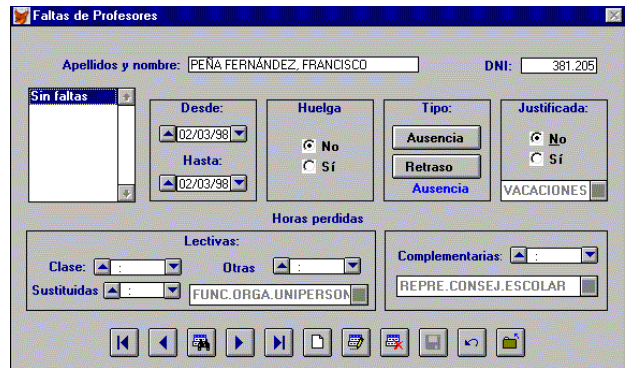 Faltas de Profesores
Apellidos y nombre: PEÑA FERNÁNDEZ, FRANCISCO DNI: 381.205
Sin faltas
Desde: Huelga Tipo: Justificada:
02/03/98 No Ausencia No
Hasta: Sí Retraso Sí
02/03/98 Ausencia VACACIONES
Horas perdidas
Lectivas:
Clase: : Otras : Complementarias: :
Sustituidas : FUNC.ORGA.UNIPERSON REPRE.CONSEJ.ESCOLAR